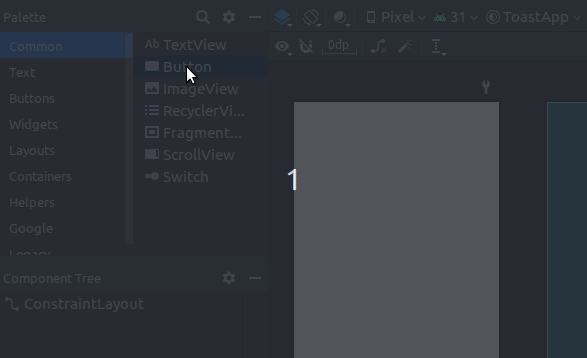 Palette
Pixel 31 ToastApp
0dp
Common
Text
Buttons
Widgets
Layouts
Containers
Helpers
Google
Legacy
Ab TextView
Button
ImageView
RecyclerVi...
Fragment...
ScrollView
Switch
1
Component Tree
ConstraintLayout